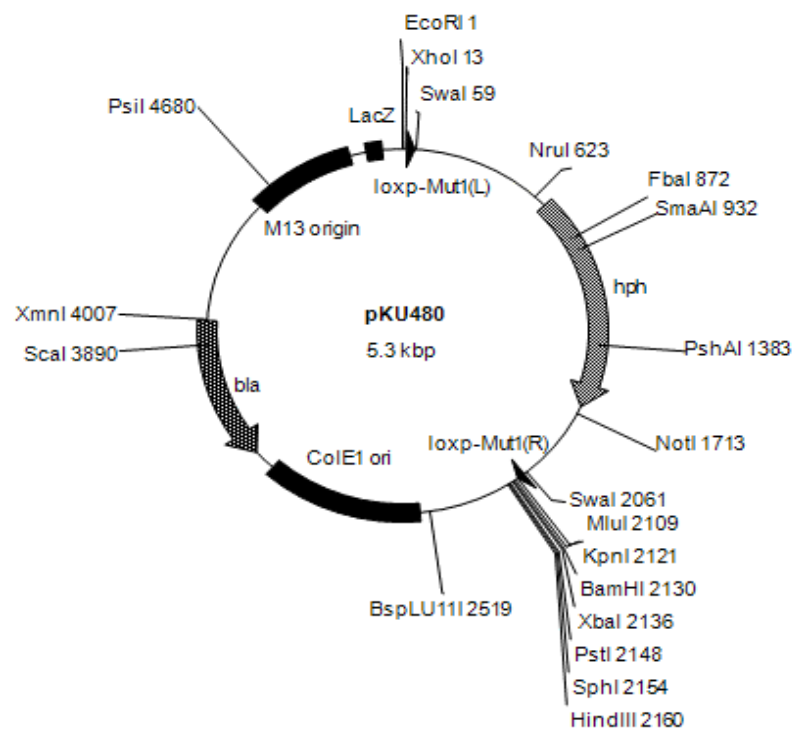 EcoRI 1
XhoI 13
SwaI 59
LacZ
PsiI 4680
loxp-Mut1(L)
NruI 623
FbaI 872
SmaAI 932
M13 origin
hph
XmnI 4007
ScaI 3890
pKU480
5.3 kbp
PshAI 1383
bla
ColE1 ori
loxp-Mut1(R)
NotI 1713
SwaI 2061
MluI 2109
KpnI 2121
BamHI 2130
XbaI 2136
PstI 2148
SphI 2154
HindIII 2160
BspLU11I 2519